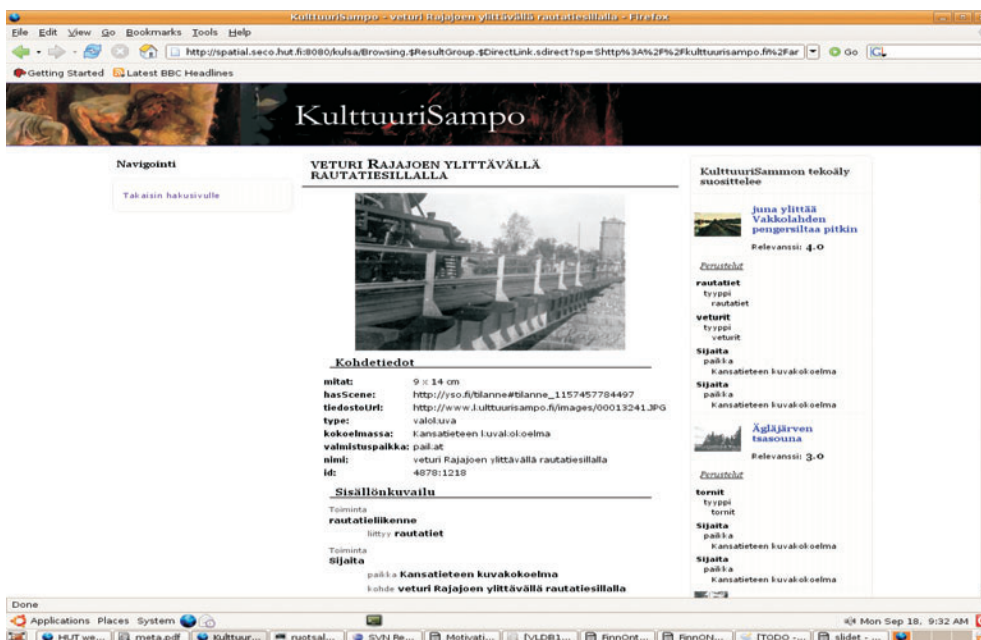 KulttuuriSampo - veturi Rajajoen ylittävällä rautatiesillalla - Firefox
File Edit View Go Bookmarks Tools Help
http://spatial.seco.hut.fi:8080/kulsa/Browsing.$ResultGroup.$DirectLink.sdirect?sp=Shttp%3A%2F%2Fkulttuurisampo.fi%2Far Go
Getting Started Latest BBC Headlines
KulttuuriSampo
Navigointi
Takaisin hakusivulle
VETURI RAJAJOEN YLITTÄVÄLLÄ
RAUTATIESILLALLA
Kohdetiedot
mitat: 9 x 14 cm
hasScene: http://yso.fi/tilanne#tilanne_1157457784497
tiedostoUrl: http://www.kulttuurisampo.fi/images/00013241.JPG
type: valokuva
kokoelmassa: Kansatieteen kuvakokoelma
valmistuspaikka: paikat
nimi: veturi Rajajoen ylittävällä rautatiesillalla
id: 4878:1218
Sisällönkuvailu
Toiminta
rautatieliikenne
liittyy rautatiet
Toiminta
Sijaita
paikka Kansatieteen kuvakokoelma
kohde veturi Rajajoen ylittävällä rautatiesillalla
KulttuuriSammon tekoäly
suosittelee
juna ylittää
Vakkolahden
pengersiltaa pitkin
Relevanssi: 4.0
Perustelut
rautatiet
tyyppi
rautatiet
veturit
tyyppi
veturit
Sijaita
paikka
Kansatieteen kuvakokoelma
Sijaita
paikka
Kansatieteen kuvakokoelma
Ägläjärven
tsasouna
Relevanssi: 3.0
Perustelut
tornit
tyyppi
tornit
Sijaita
paikka
Kansatieteen kuvakokoelma
Sijaita
paikka
Kansatieteen kuvakokoelma
Done
Applications Places System Mon Sep 18, 9:32 AM
HUT we... meta.pdf Kulttuur... ruotsal... SVN Re... Motivati... [VLDB1... FinnOnt... FinnON... [TODO -... slidet -...